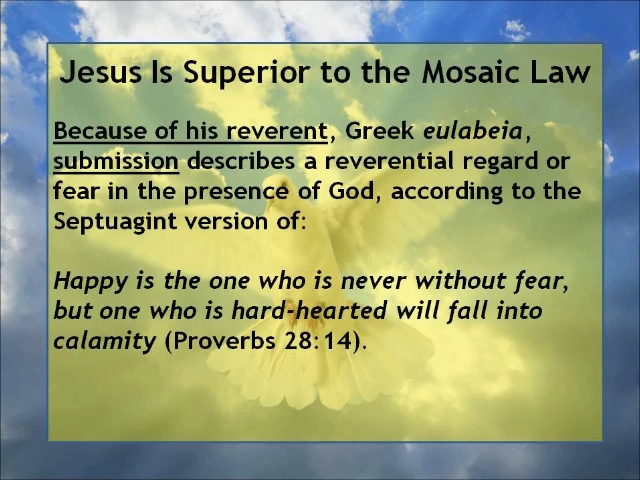 Jesus Is Superior to the Mosaic Law
Because of his reverent, Greek eulabeia,
submission describes a reverential regard or
fear in the presence of God, according to the
Septuagint version of:
Happy is the one who is never without fear,
but one who is hard-hearted will fall into
calamity (Proverbs 28:14).